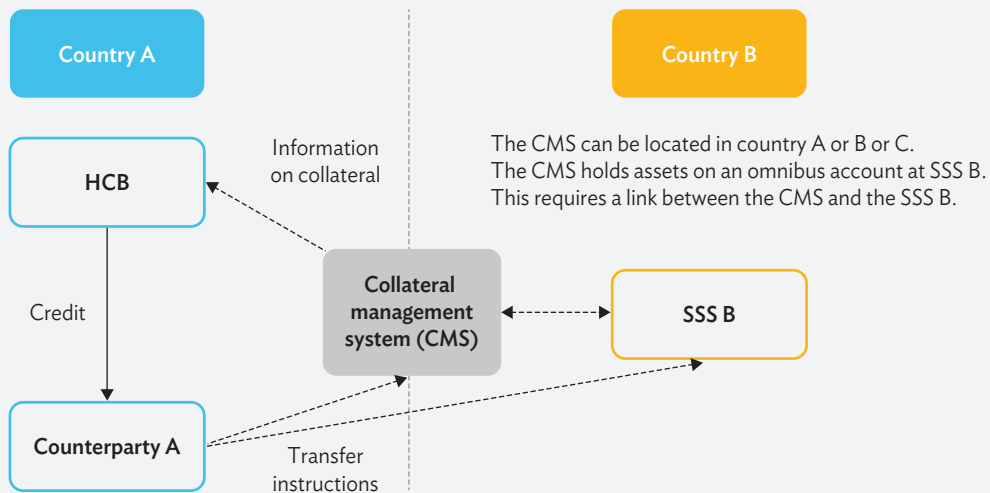 Country A
Country B
Information
on collateral
The CMS can be located in country A or B or C.
The CMS holds assets on an omnibus account at SSS B.
This requires a link between the CMS and the SSS B.
HCB
Collateral
management
system (CMS)
SSS B
Credit
Counterparty A
Transfer
instructions